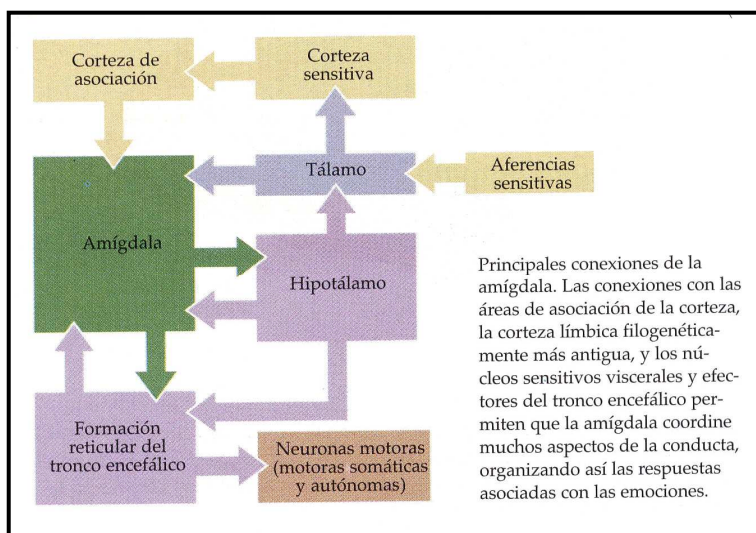 Corteza de
asociación
Corteza
sensitiva
Tálamo
Aferencias
sensitivas
Amígdala
Hipotálamo
Formación
reticular del
tronco encefálico
Neuronas motoras
(motoras somáticas
y autónomas)
Principales conexiones de la
amígdala. Las conexiones con las
áreas de asociación de la corteza,
la corteza límbica filogenética-
mente más antigua, y los nú-
cleos sensitivos viscerales y efec-
tores del tronco encefálico per-
miten que la amígdala coordine
muchos aspectos de la conducta,
organizando así las respuestas
asociadas con las emociones.